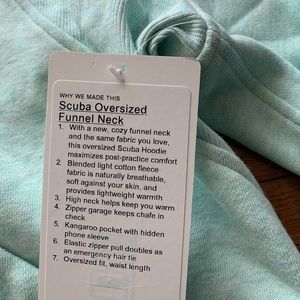 WHY WE MADE THIS
Scuba Oversized
Funnel Neck
1. With a new, cozy funnel neck
and the same fabric you love,
this oversized Scuba Hoodie
maximizes post-practice comfort
2. Blended light cotton fleece
fabric is naturally breathable,
soft against your skin, and
provides lightweight warmth
3. High neck helps keep you warm
4. Zipper garage keeps chafe in
check
5. Kangaroo pocket with hidden
phone sleeve
6. Elastic zipper pull doubles as
an emergency hair tie
7. Oversized fit, waist length